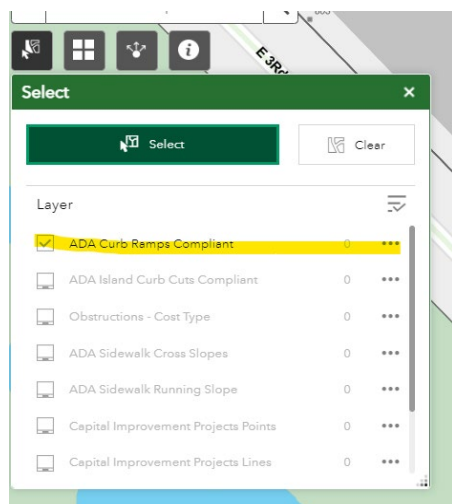 E 3Rd
Select
Select
Clear
Layer
ADA Curb Ramps Compliant 0
ADA Island Curb Cuts Compliant 0
Obstructions - Cost Type 0
ADA Sidewalk Cross Slopes 0
ADA Sidewalk Running Slope 0
Capital Improvement Projects Points 0
Capital Improvement Projects Lines 0